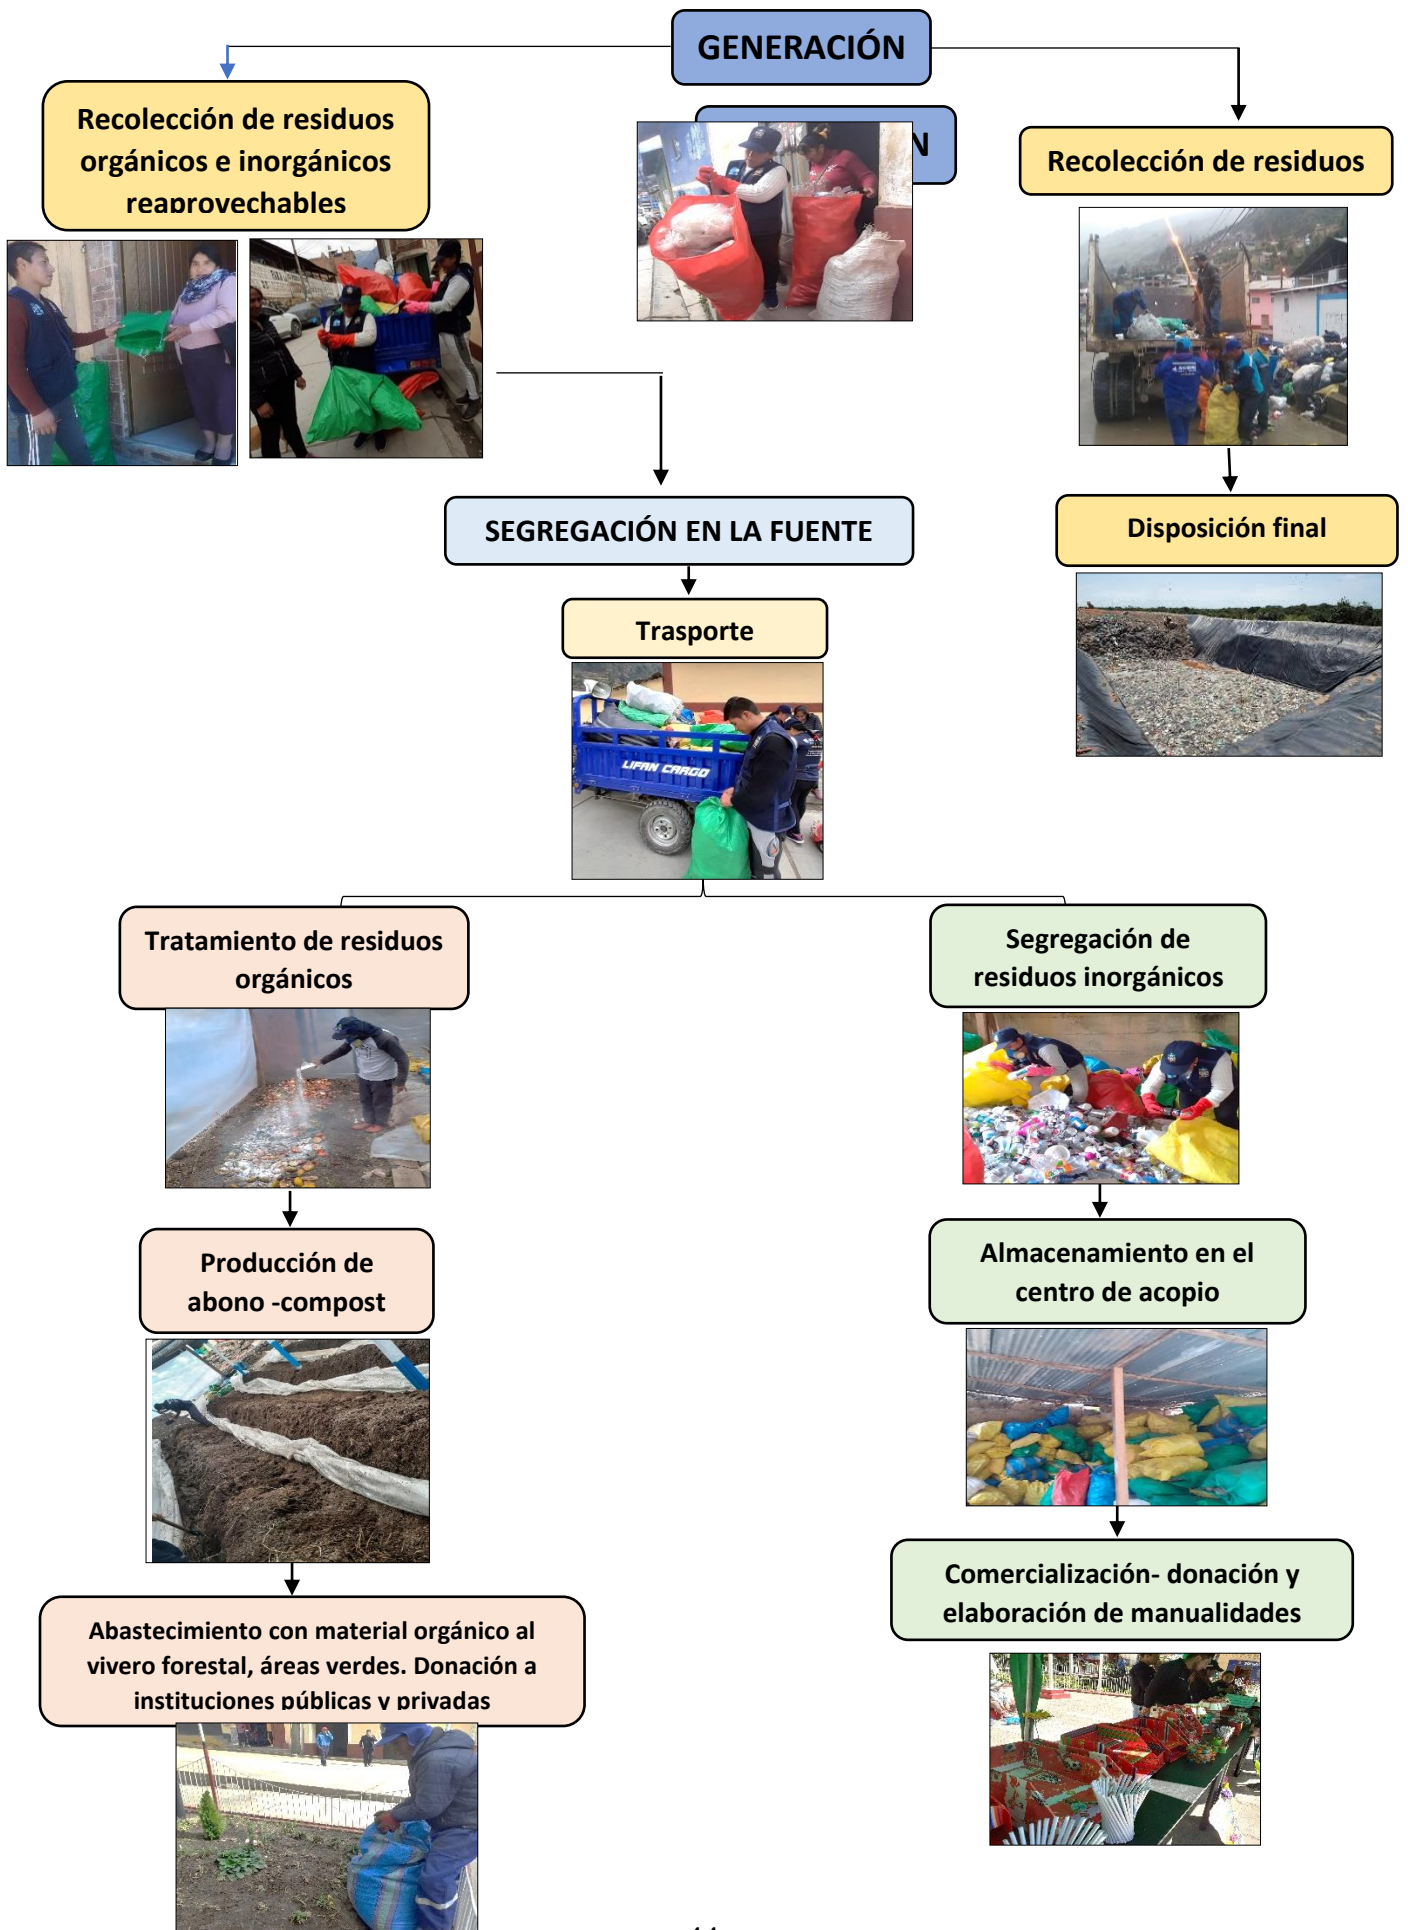 GENERACIÓN
N
Recolección de residuos
orgánicos e inorgánicos
reaprovechables
Recolección de residuos
SEGREGACIÓN EN LA FUENTE
Disposición final
Trasporte
LIFAN CARGO
Tratamiento de residuos
orgánicos
Segregación de
residuos inorgánicos
Producción de
abono -compost
Almacenamiento en el
centro de acopio
Abastecimiento con material orgánico al
vivero forestal, áreas verdes. Donación a
instituciones públicas y privadas
Comercialización- donación y
elaboración de manualidades